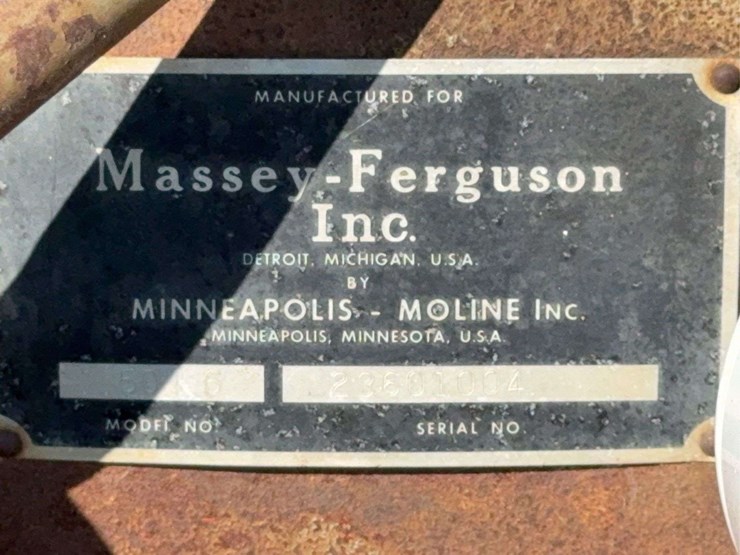 MANUFACTURED FOR
Massey-Ferguson
Inc.
DETROIT, MICHIGAN, U.S.A.
BY
MINNEAPOLIS - MOLINE INC.
MINNEAPOLIS, MINNESOTA, U.S.A.
MODEL NO. SERIAL NO.